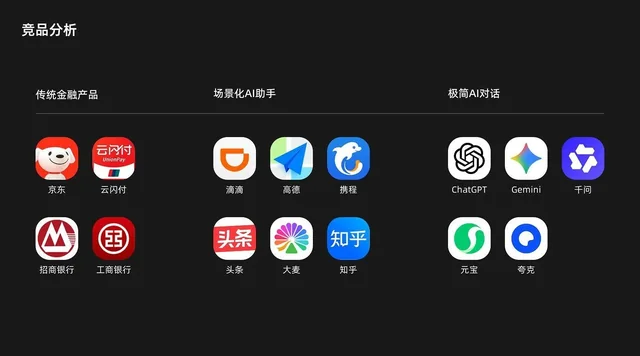 竞品分析
传统金融产品
场景化AI助手
极简AI对话
云闪付
UnionPay
京东
云闪付
滴滴
高德
携程
ChatGPT
Gemini
千问
头条
知乎
招商银行
工商银行
头条
大麦
知乎
元宝
夸克